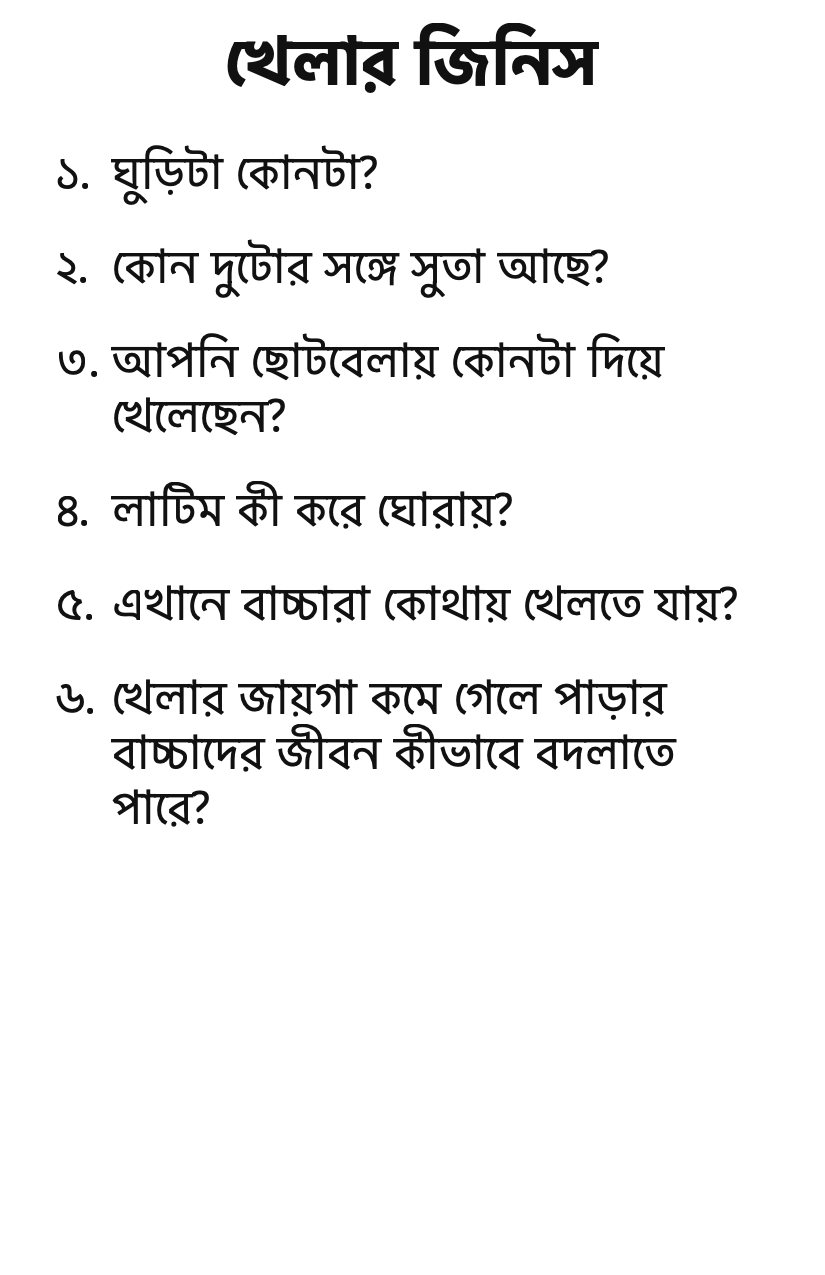 খেলার জিনিস
১. ঘুড়িটা কোনটা?
২. কোন দুটোর সঙ্গে সুতা আছে?
৩. আপনি ছোটবেলায় কোনটা দিয়ে
খেলেছেন?
৪. লাটিম কী করে ঘোরায়?
৫. এখানে বাচ্চারা কোথায় খেলতে যায়?
৬. খেলার জায়গা কমে গেলে পাড়ার
বাচ্চাদের জীবন কীভাবে বদলাতে
পারে?